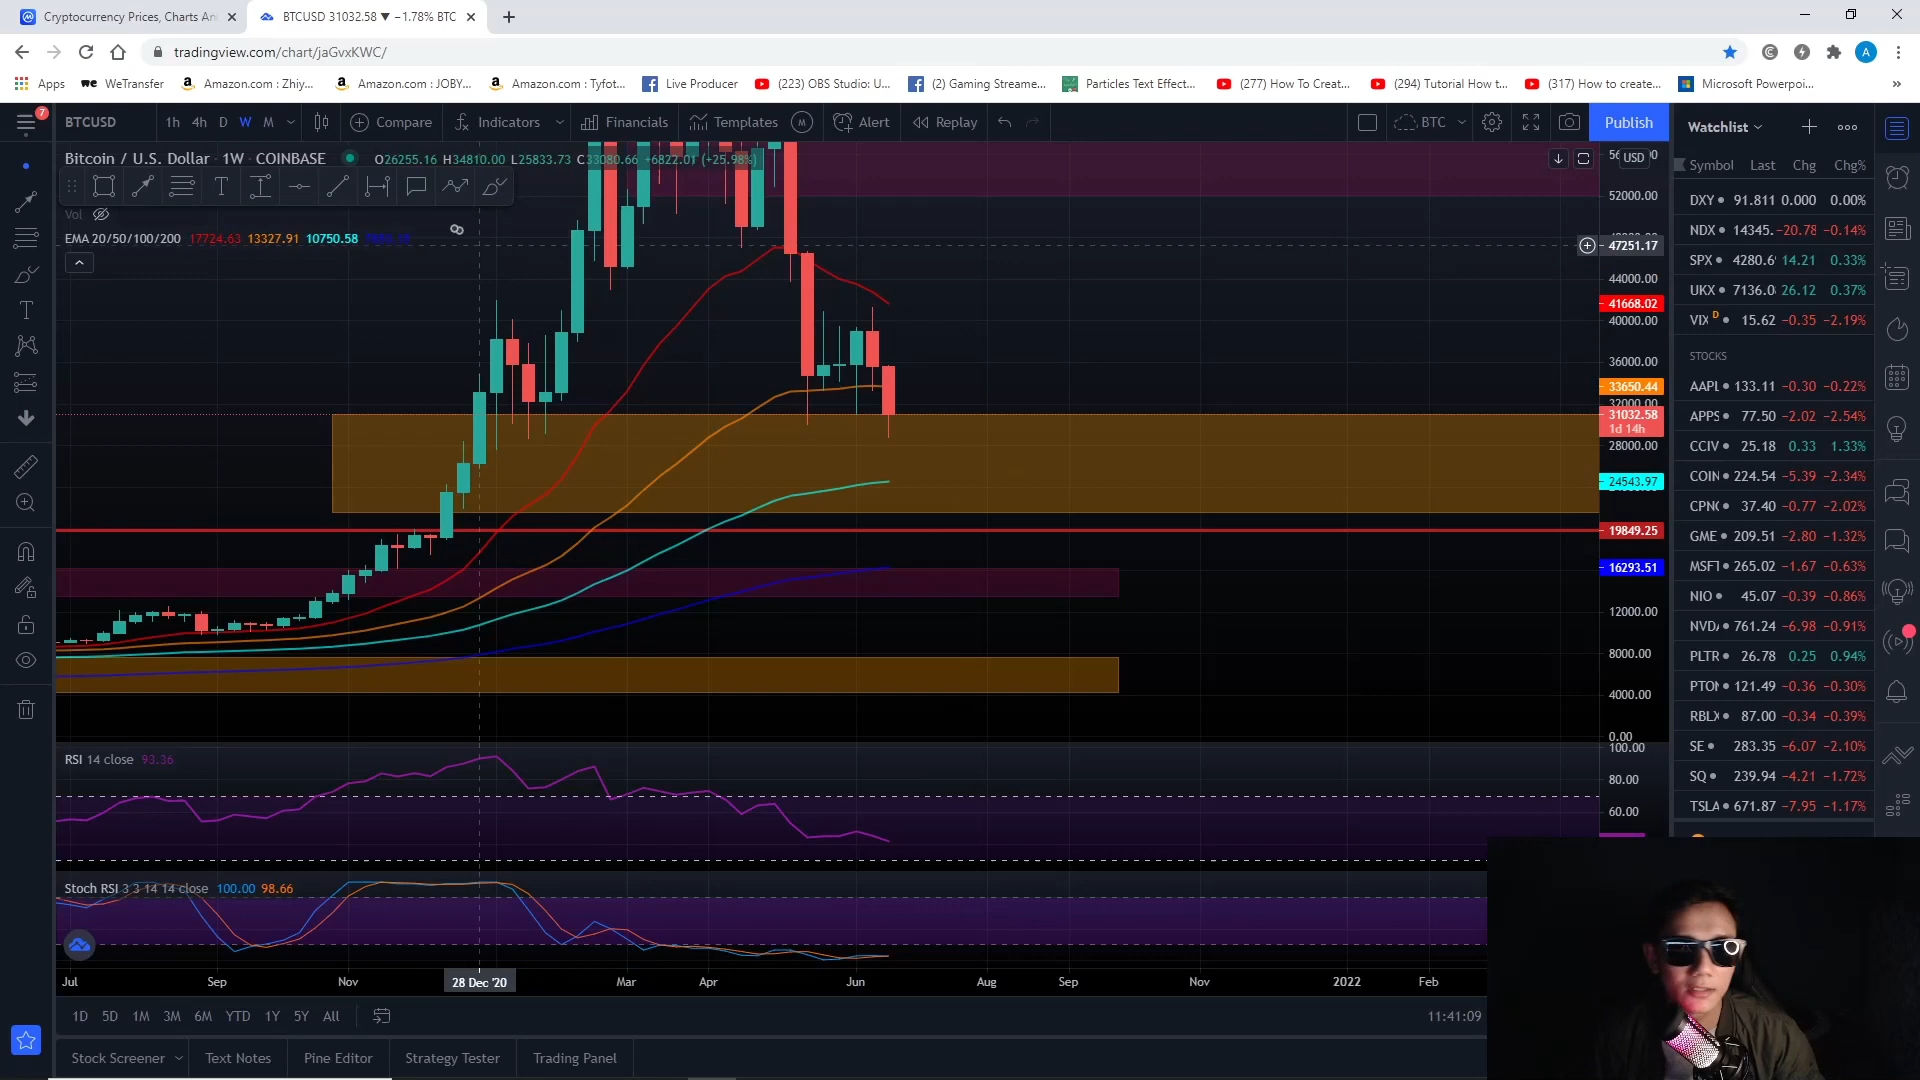 Cryptocurrency Prices, Charts An
BTCUSD 31032.58 ▼ −1.78% BTC
tradingview.com/chart/jaGvxKWC/
A
Apps
we WeTransfer
Amazon.com : Zhiy...
Amazon.com : JOBY...
Amazon.com : Tyfot...
Live Producer
(223) OBS Studio: U...
(2) Gaming Streame...
Particles Text Effect...
(277) How To Creat...
(294) Tutorial How t...
(317) How to create...
Microsoft Powerpoi...
7
BTCUSD
1h 4h D W M
Compare
Indicators
Financials
Templates
M
Alert
Replay
BTC
Publish
Watchlist
Bitcoin / U.S. Dollar · 1W · COINBASE
O26255.16 H34810.00 L25833.73 C33080.66 +6822.01 (+25.98%)
USD
Vol
EMA 20/50/100/200 17724.63 13327.91 10750.58
52000.00
47251.17
44000.00
41668.02
40000.00
36000.00
33650.44
32000.00
31032.58
1d 14h
28000.00
24543.97
19849.25
16293.51
12000.00
8000.00
4000.00
0.00
Symbol Last Chg Chg%
DXY 91.811 0.000 0.00%
NDX 14345. −20.78 −0.14%
SPX 4280.6 14.21 0.33%
UKX 7136.0 26.12 0.37%
VIX D 15.62 −0.35 −2.19%
STOCKS
AAPL 133.11 −0.30 −0.22%
APPS 77.50 −2.02 −2.54%
CCIV 25.18 0.33 1.33%
COIN 224.54 −5.39 −2.34%
CPNG 37.40 −0.77 −2.02%
GME 209.51 −2.80 −1.32%
MSFT 265.02 −1.67 −0.63%
NIO 45.07 −0.39 −0.86%
NVDA 761.24 −6.98 −0.91%
PLTR 26.78 0.25 0.94%
PTON 121.49 −0.36 −0.30%
RBLX 87.00 −0.34 −0.39%
SE 283.35 −6.07 −2.10%
SQ 239.94 −4.21 −1.72%
TSLA 671.87 −7.95 −1.17%
RSI 14 close 93.36
100.00
80.00
60.00
Stoch RSI 3 3 14 14 close 100.00 98.66
Jul Sep Nov 28 Dec '20 Mar Apr Jun Aug Sep Nov 2022 Feb
1D 5D 1M 3M 6M YTD 1Y 5Y All
11:41:09
Stock Screener
Text Notes
Pine Editor
Strategy Tester
Trading Panel